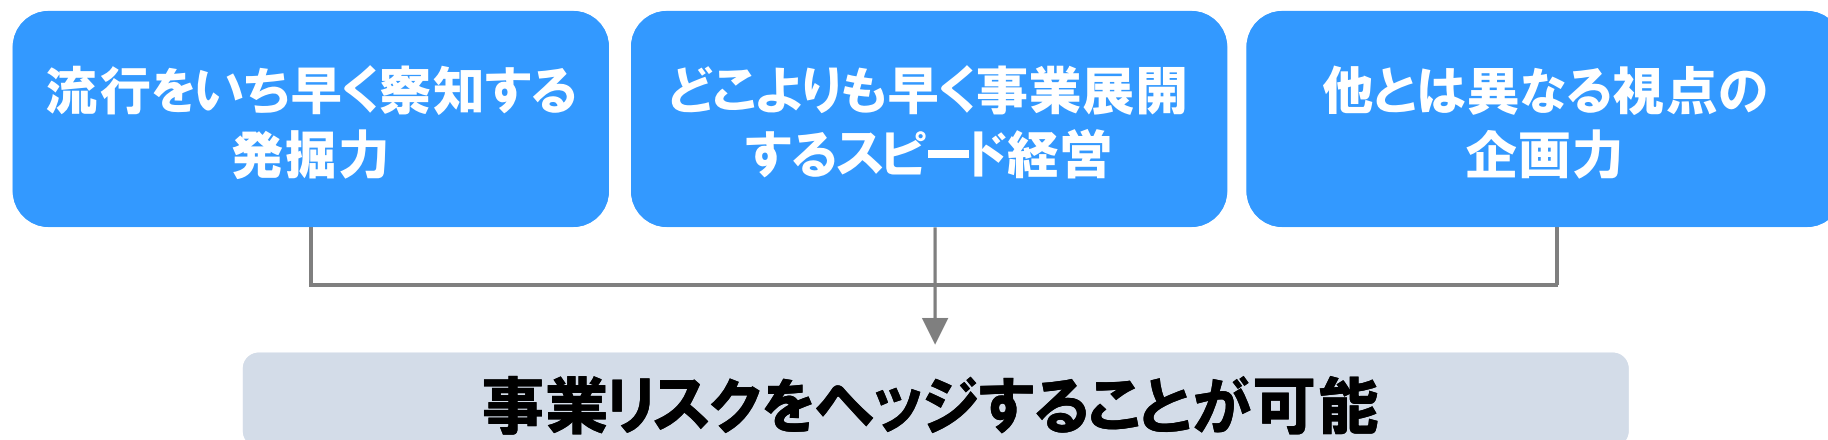 流行をいち早く察知する
発掘力
どこよりも早く事業展開
するスピード経営
他とは異なる視点の
企画力
事業リスクをヘッジすることが可能